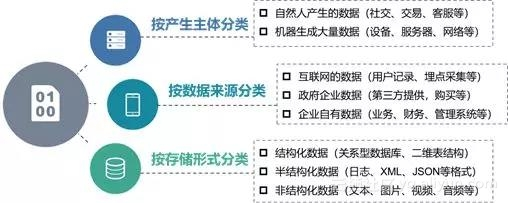 01
00
按产生主体分类
自然人产生的数据(社交、交易、客服等)
机器生成大量数据(设备、服务器、网络等)
按数据来源分类
互联网的数据(用户记录、埋点采集等)
政府企业数据(第三方提供,购买等)
企业自有数据(业务、财务、管理系统等)
按存储形式分类
结构化数据(关系型数据库、二维表结构)
半结构化数据(日志、XML、JSON等格式)
非结构化数据(文本、图片、视频、音频等)